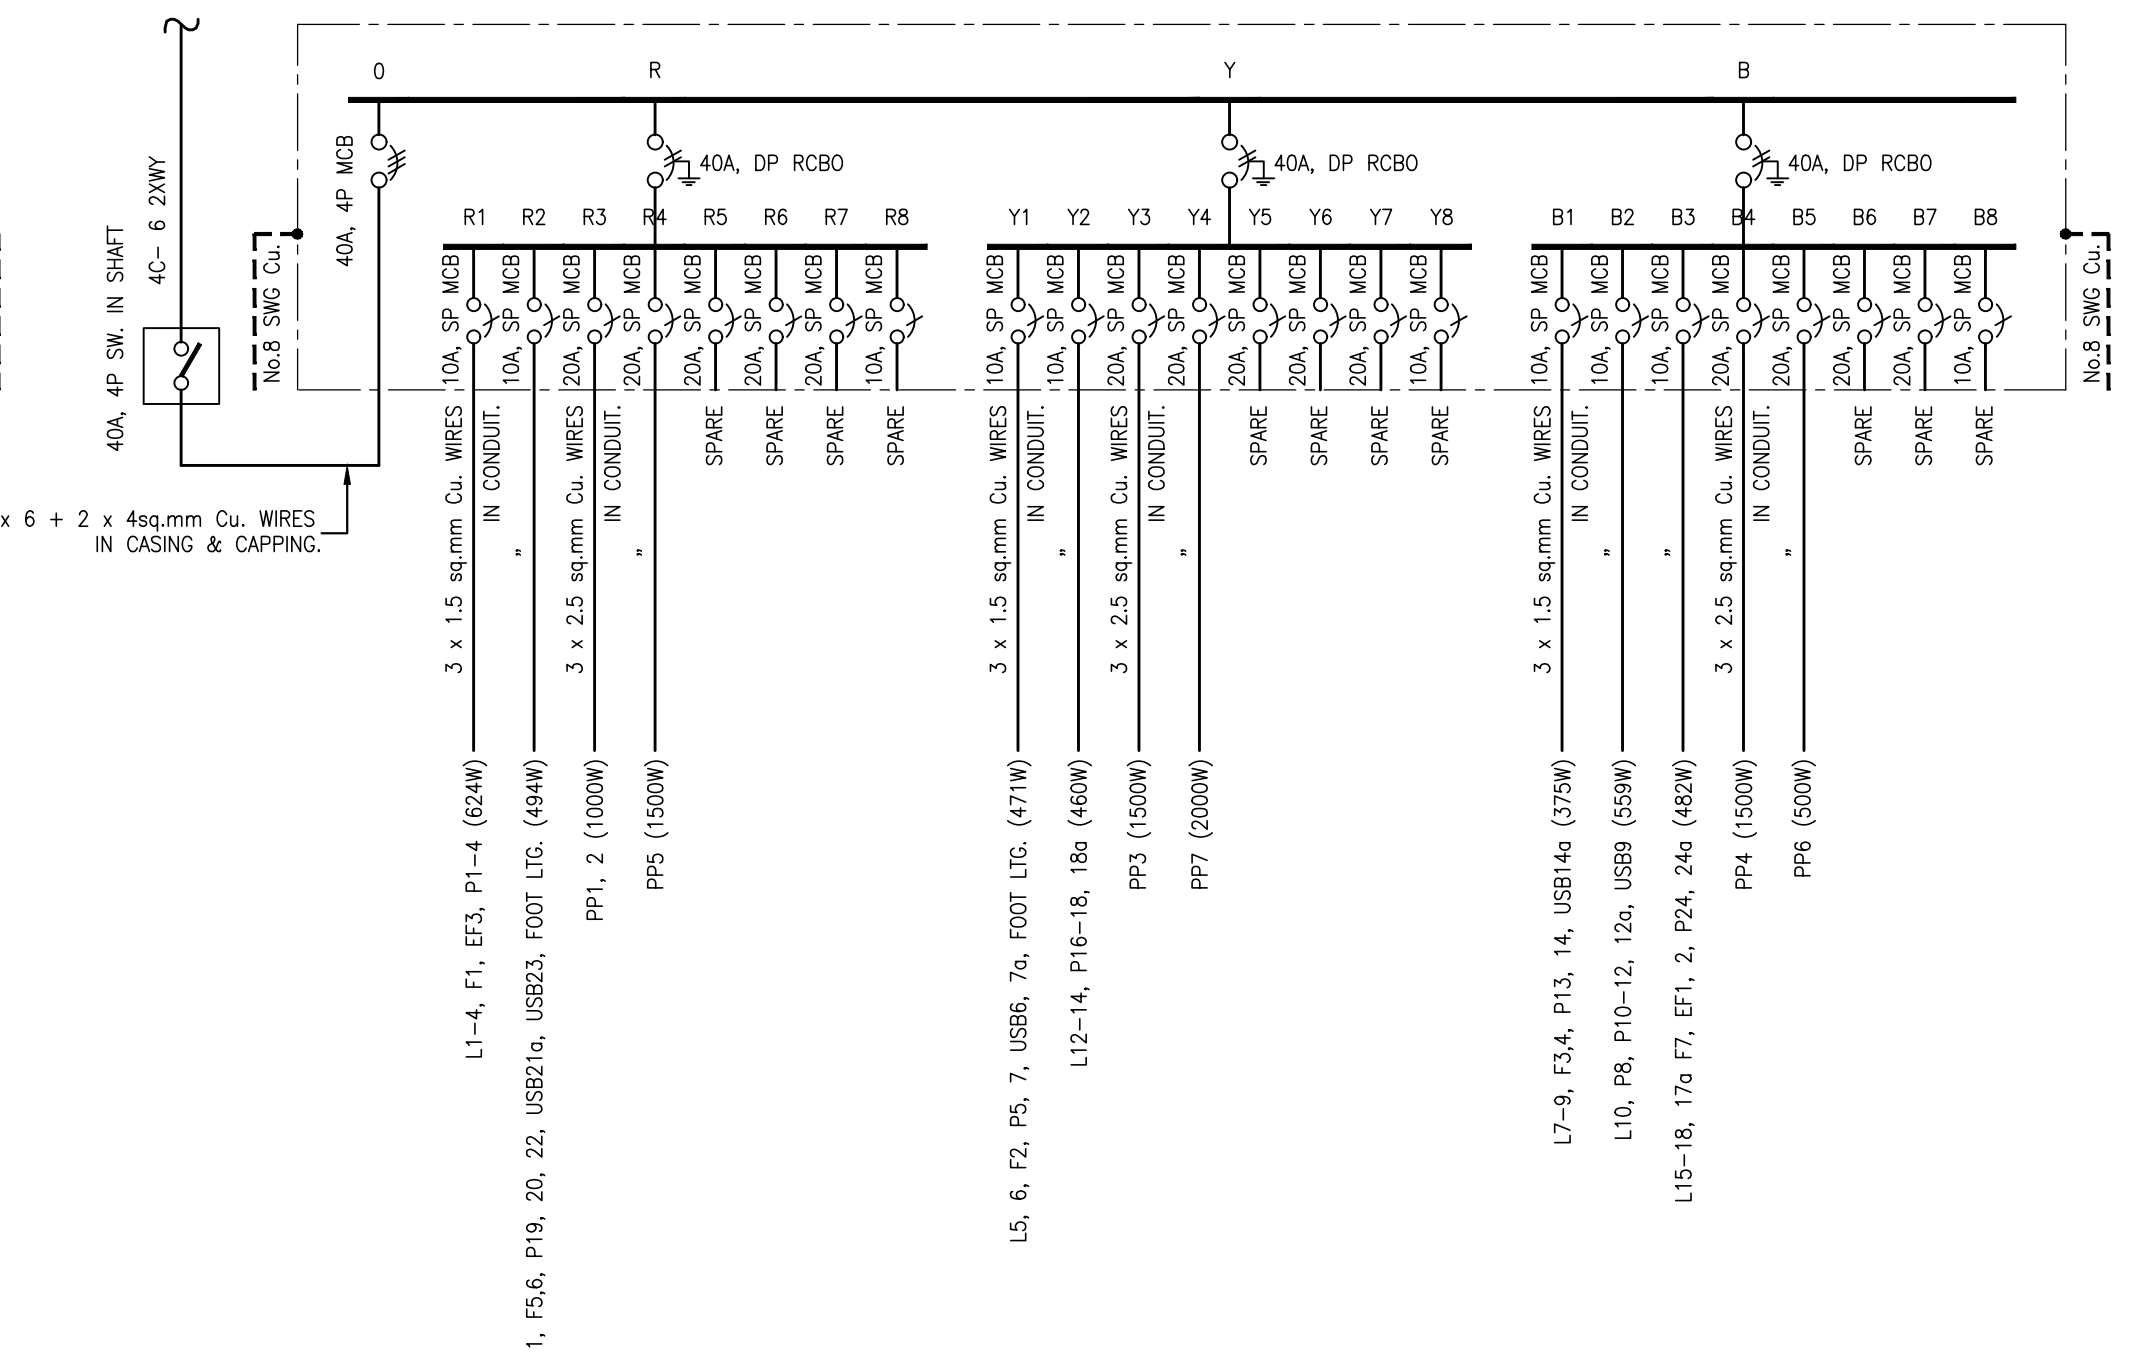 O
R
Y
B
40A, 4P SW. IN SHAFT
4C- 6 2XWY
No.8 SWG Cu.
40A, 4P MCB
40A, DP RCBO
40A, DP RCBO
40A, DP RCBO
No.8 SWG Cu.
R1
R2
R3
R4
R5
R6
R7
R8
Y1
Y2
Y3
Y4
Y5
Y6
Y7
Y8
B1
B2
B3
B4
B5
B6
B7
B8
10A, SP MCB
10A, SP MCB
20A, SP MCB
20A, SP MCB
20A, SP MCB
20A, SP MCB
20A, SP MCB
10A, SP MCB
10A, SP MCB
10A, SP MCB
20A, SP MCB
20A, SP MCB
20A, SP MCB
20A, SP MCB
20A, SP MCB
10A, SP MCB
10A, SP MCB
10A, SP MCB
10A, SP MCB
20A, SP MCB
20A, SP MCB
20A, SP MCB
20A, SP MCB
10A, SP MCB
x 6 + 2 x 4sq.mm Cu. WIRES
IN CASING & CAPPING.
3 x 1.5 sq.mm Cu. WIRES
IN CONDUIT.
"
3 x 2.5 sq.mm Cu. WIRES
IN CONDUIT.
"
SPARE
SPARE
SPARE
SPARE
3 x 1.5 sq.mm Cu. WIRES
IN CONDUIT.
"
3 x 2.5 sq.mm Cu. WIRES
IN CONDUIT.
"
SPARE
SPARE
SPARE
SPARE
3 x 1.5 sq.mm Cu. WIRES
IN CONDUIT.
"
"
3 x 2.5 sq.mm Cu. WIRES
IN CONDUIT.
"
SPARE
SPARE
SPARE
L1-4, F1, EF3, P1-4 (624W)
1, F5,6, P19, 20, 22, USB21a, USB23, FOOT LTG. (494W)
PP1, 2 (1000W)
PP5 (1500W)
L5, 6, F2, P5, 7, USB6, 7a, FOOT LTG. (471W)
L12-14, P16-18, 18a (460W)
PP3 (1500W)
PP7 (2000W)
L7-9, F3,4, P13, 14, USB14a (375W)
L10, P8, P10-12, 12a, USB9 (559W)
L15-18, 17a F7, EF1, 2, P24, 24a (482W)
PP4 (1500W)
PP6 (500W)